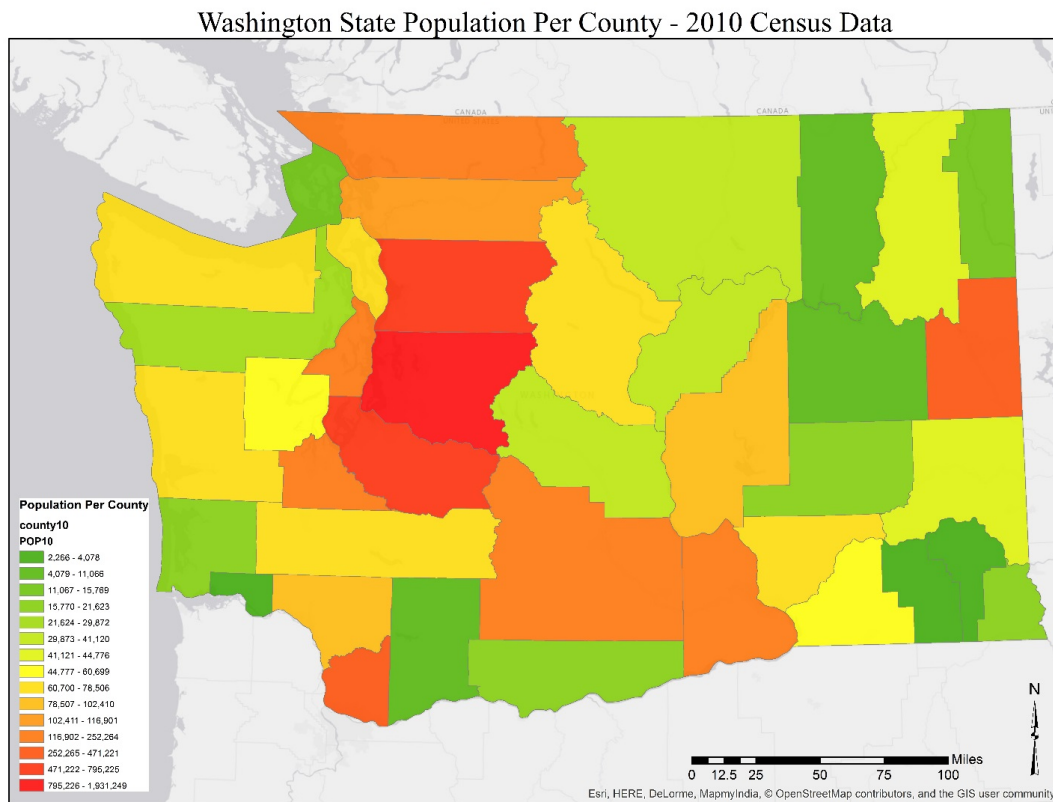 Washington State Population Per County - 2010 Census Data
CANADA
CANADA
Population Per County
county10
POP10
2,266 - 4,078
4,079 - 11,066
11,067 - 15,769
15,770 - 21,623
21,624 - 29,872
29,873 - 41,120
41,121 - 44,776
44,777 - 60,699
60,700 - 78,506
78,507 - 102,410
102,411 - 116,901
116,902 - 252,264
252,265 - 471,221
471,222 - 795,225
795,226 - 1,931,249
N
Miles
0 12.5 25 50 75 100
Esri, HERE, DeLorme, MapmyIndia, © OpenStreetMap contributors, and the GIS user community